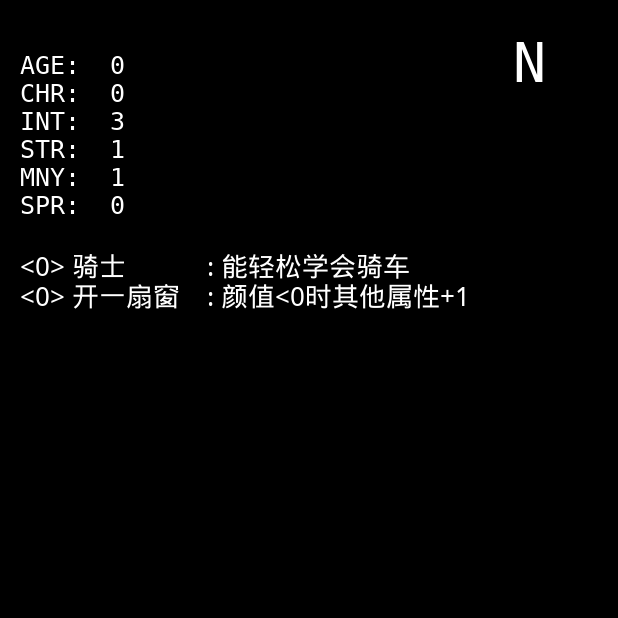 N
AGE: 0
CHR: 0
INT: 3
STR: 1
MNY: 1
SPR: 0
<0> 骑士 : 能轻松学会骑车
<0> 开一扇窗 : 颜值<0时其他属性+1